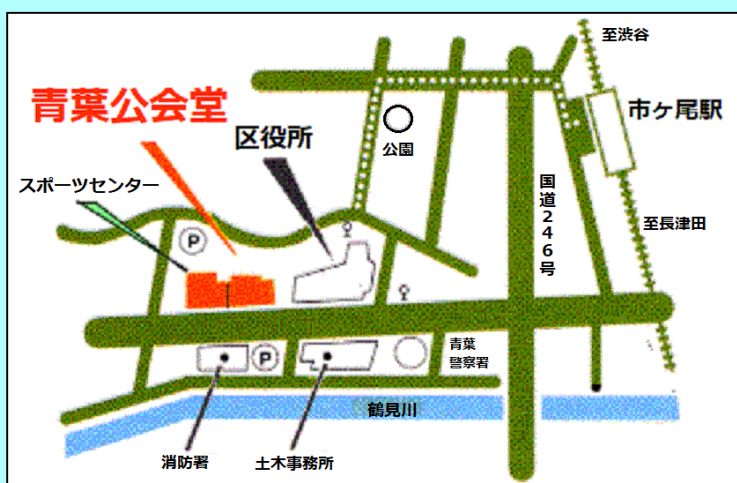 至渋谷
青葉公会堂
市ヶ尾駅
区役所
公園
スポーツセンター
国道246号
至長津田
P
青葉
警察署
P
鶴見川
消防署
土木事務所